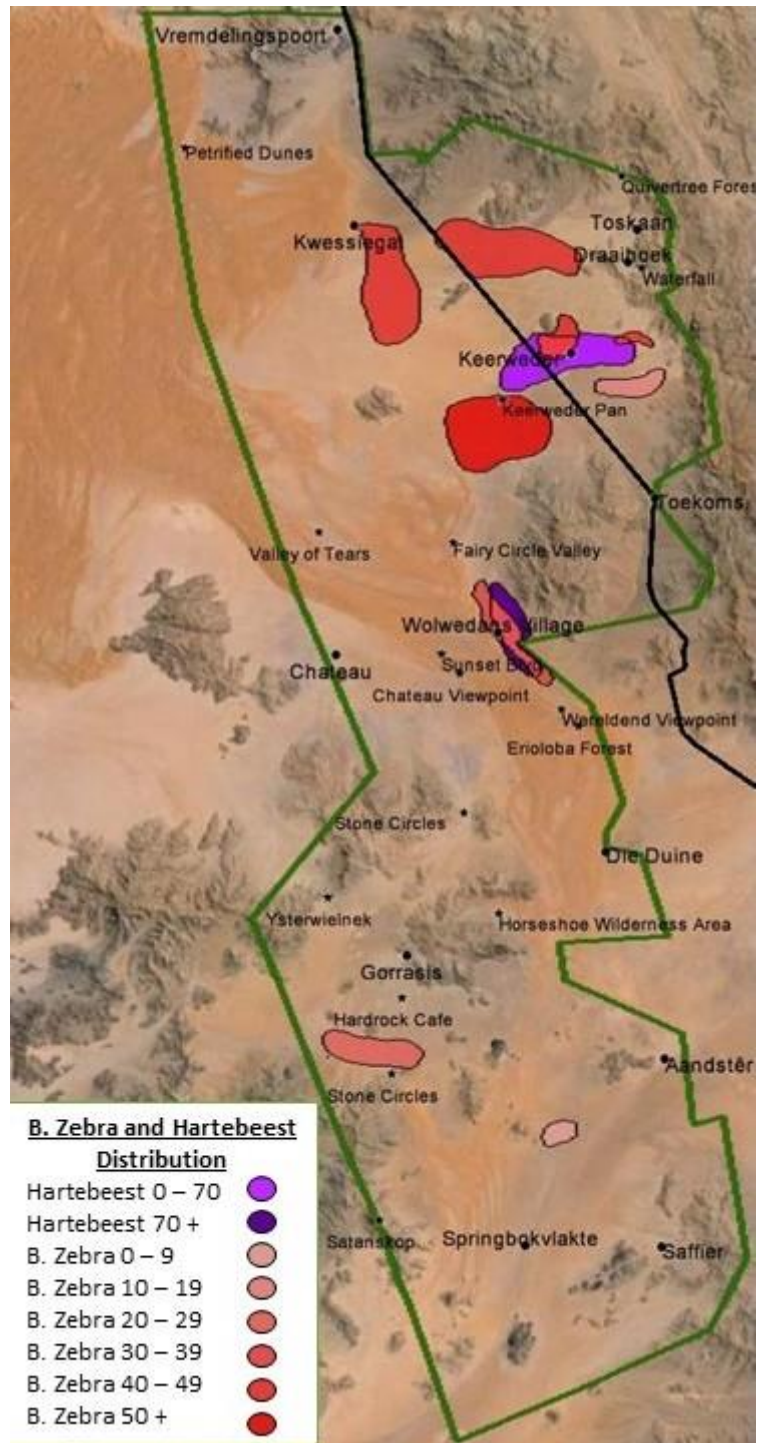 Vremdelingspoort
Petrified Dunes
Quivertree Fores
Toskaan
Kwessiegat
Draaihoek
Waterfall
Keerweder
Keerweder Pan
Toekoms
Valley of Tears
Fairy Circle Valley
Wolwedans Village
Chateau
Sunset Blvd
Chateau Viewpoint
Wereldend Viewpoint
Erioloba Forest
Stone Circles
Die Duine
Ysterwielnek
Horseshoe Wilderness Area
Gorrasis
Hardrock Cafe
Aandstêr
Stone Circles
Satanskop
Springbokvlakte
Saffier
B. Zebra and Hartebeest
Distribution
Hartebeest 0 – 70
Hartebeest 70 +
B. Zebra 0 – 9
B. Zebra 10 – 19
B. Zebra 20 – 29
B. Zebra 30 – 39
B. Zebra 40 – 49
B. Zebra 50 +